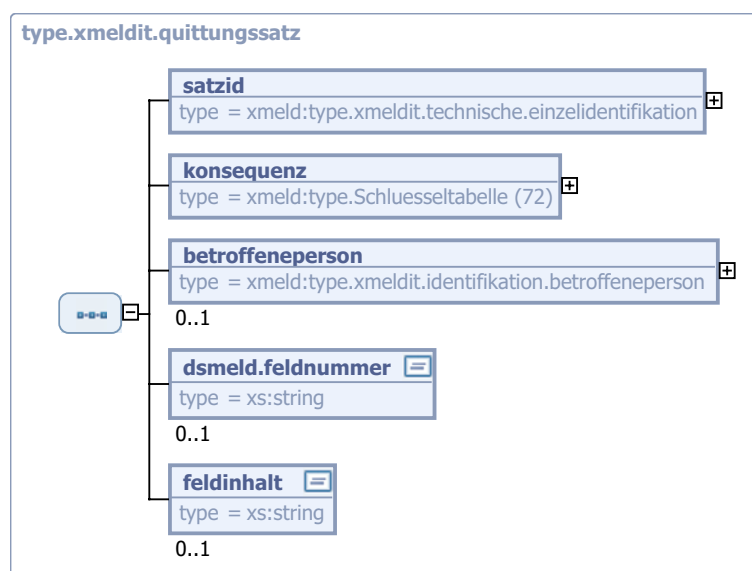 type.xmeldit.quittungssatz
satzid
type = xmeld:type.xmeldit.technische.einzelidentifikation
konsequenz
type = xmeld:type.Schluesseltabelle (72)
betroffeneperson
type = xmeld:type.xmeldit.identifikation.betroffeneperson
0..1
dsmeld.feldnummer
type = xs:string
0..1
feldinhalt
type = xs:string
0..1